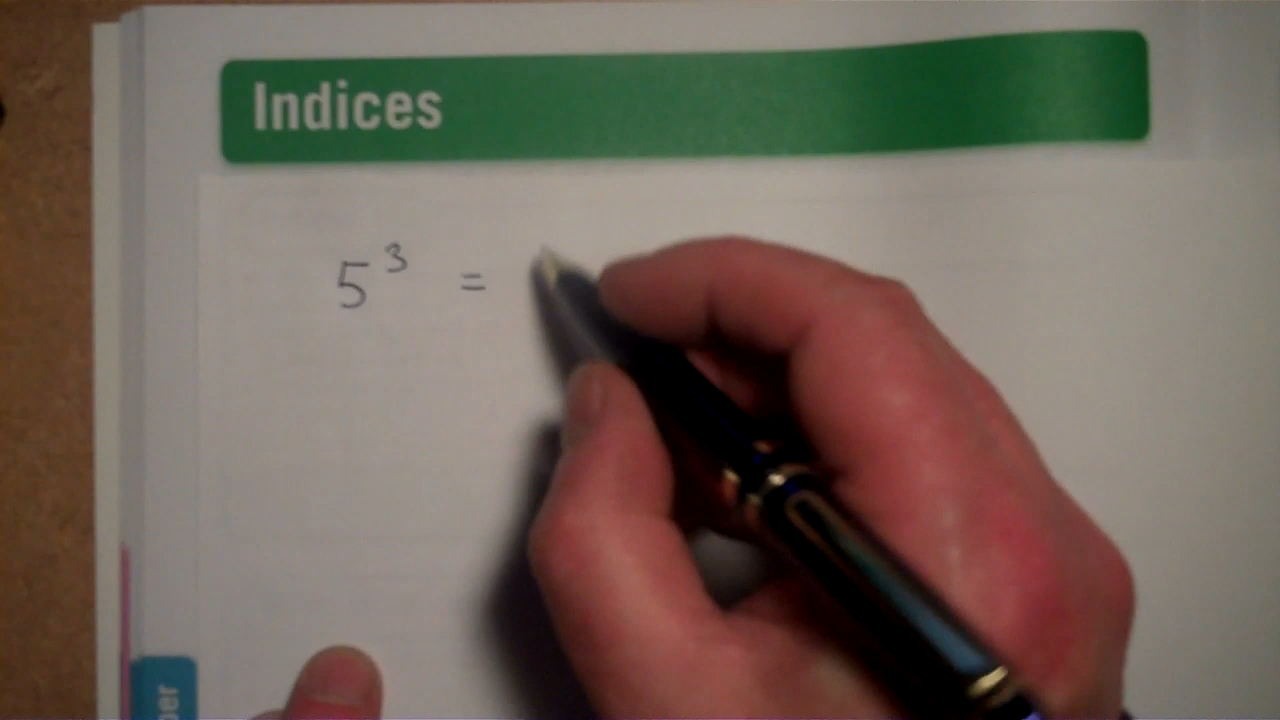 Indices
5³ =